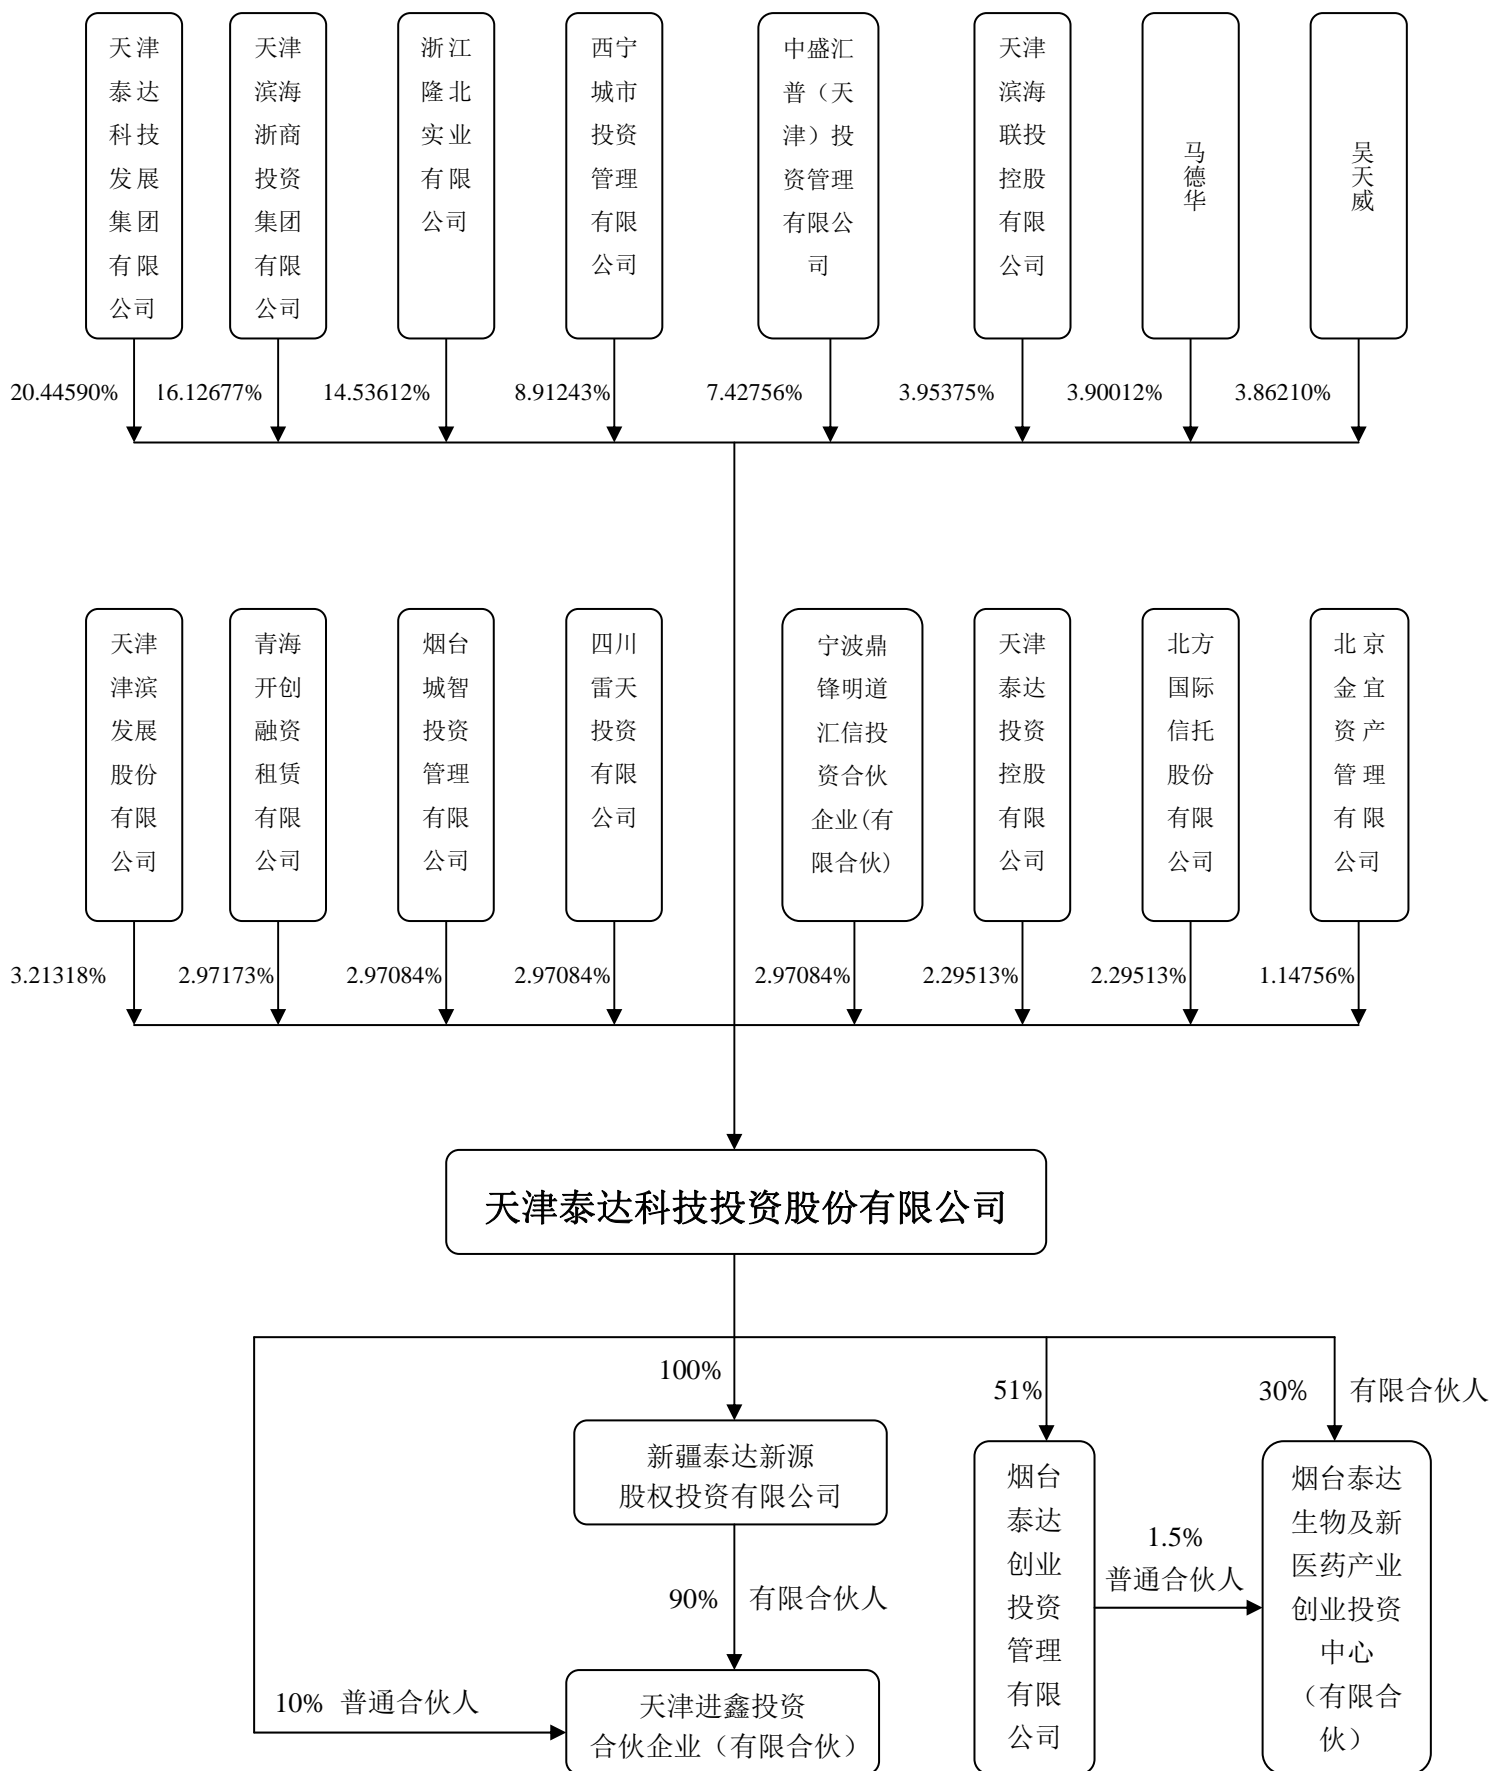 天津
泰达
科技
发展
集团
有限
公司
天津
滨海
浙商
投资
集团
有限
公司
浙江
隆北
实业
有限
公司
西宁
城市
投资
管理
有限
公司
中盛汇
普（天
津）投
资管理
有限公
司
天津
滨海
联投
控股
有限
公司
马德华
吴天威
20.44590%
16.12677%
14.53612%
8.91243%
7.42756%
3.95375%
3.90012%
3.86210%
天津
津滨
发展
股份
有限
公司
青海
开创
融资
租赁
有限
公司
烟台
城智
投资
管理
有限
公司
四川
雷天
投资
有限
公司
宁波鼎
锋明道
汇信投
资合伙
企业(有
限合伙)
天津
泰达
投资
控股
有限
公司
北方
国际
信托
股份
有限
公司
北京
金宜
资产
管理
有限
公司
3.21318%
2.97173%
2.97084%
2.97084%
2.97084%
2.29513%
2.29513%
1.14756%
天津泰达科技投资股份有限公司
100%
51%
30% 有限合伙人
新疆泰达新源
股权投资有限公司
烟台
泰达
创业
投资
管理
有限
公司
1.5%
普通合伙人
烟台泰达
生物及新
医药产业
创业投资
中心
（有限合
伙）
90% 有限合伙人
10% 普通合伙人
天津进鑫投资
合伙企业（有限合伙）